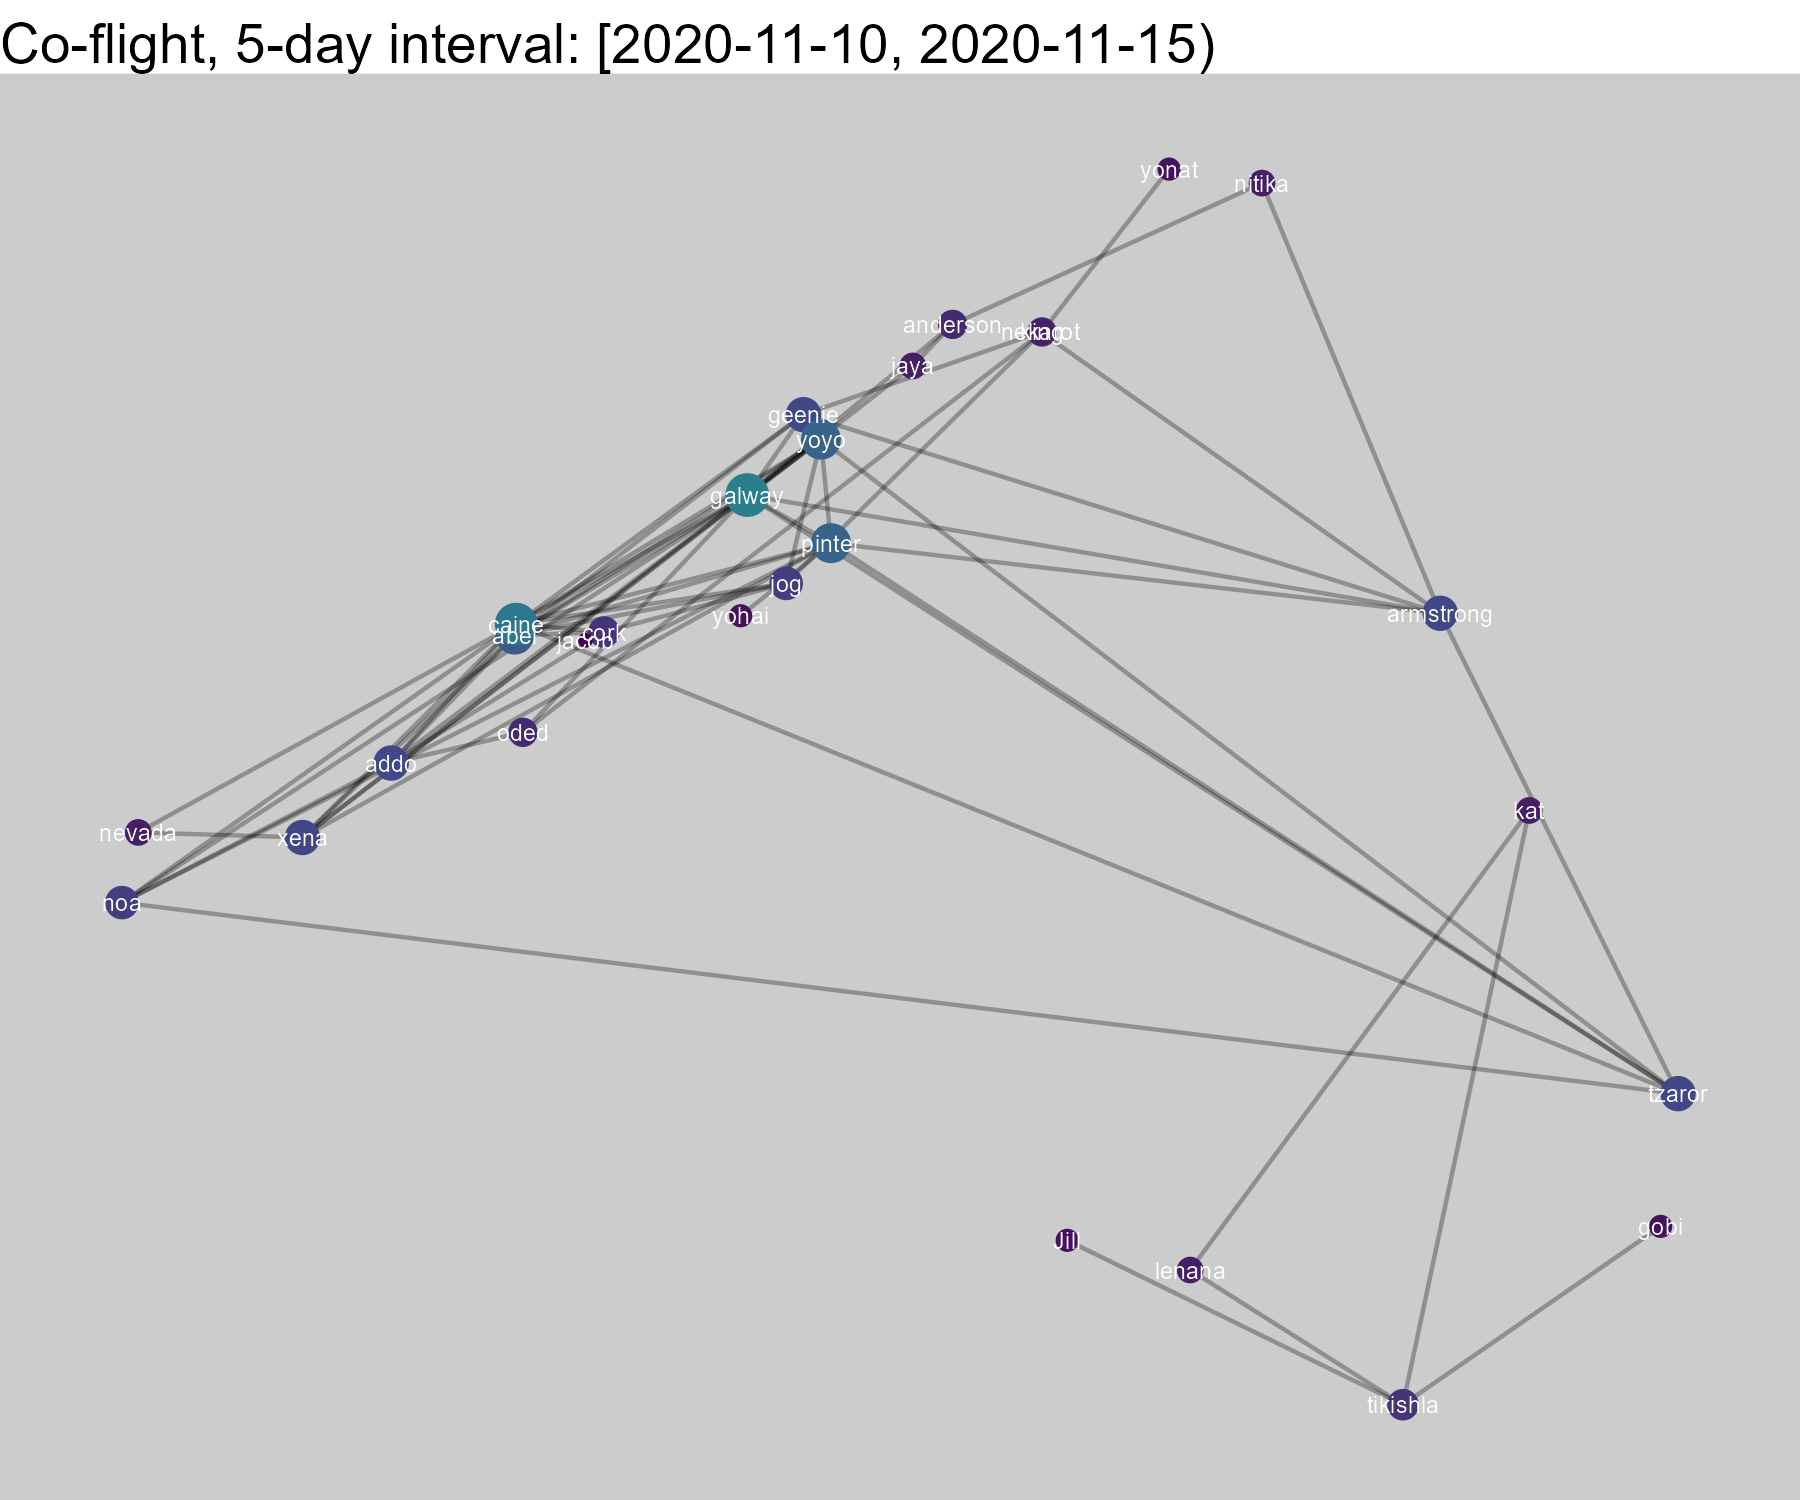 Co-flight, 5-day interval: [2020-11-10, 2020-11-15)
yonat
nitika
anderson
king
jaya
geenie
yoyo
galway
pinter
jog
armstrong
yohai
caine
abel
cork
jacob
oded
addo
kat
nevada
xena
noa
tzaror
gobi
Jill
lenana
tikishla